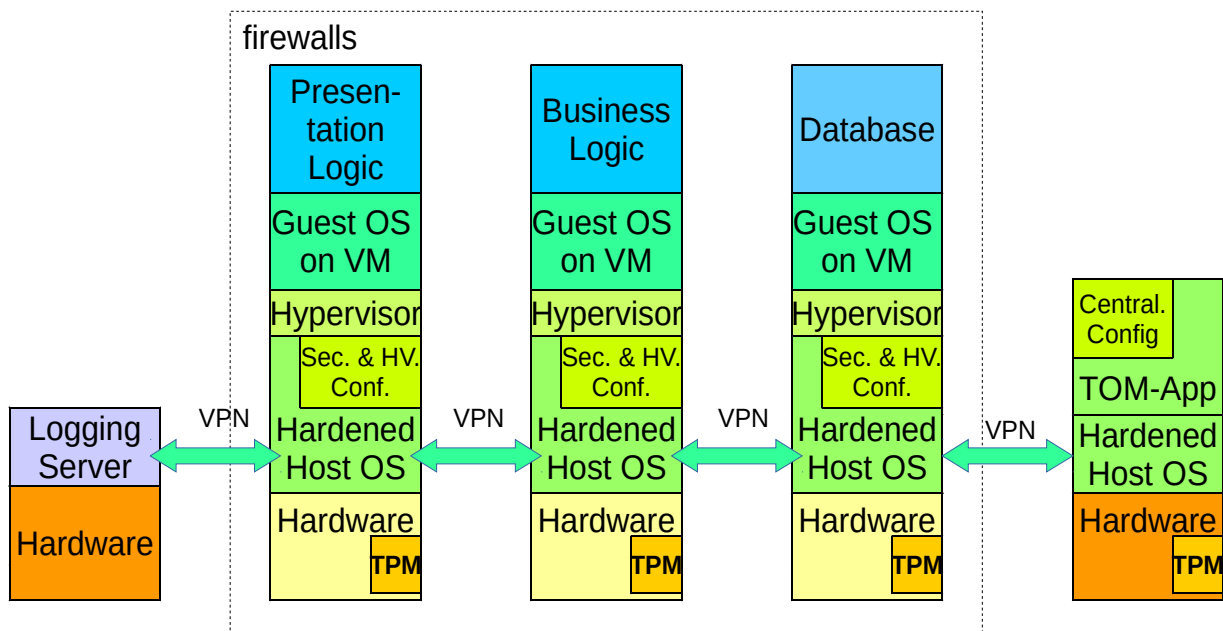 firewalls
Presen-
tation
Logic
Guest OS
on VM
Hypervisor
Sec. & HV.
Conf.
Hardened
Host OS
Hardware
TPM
Business
Logic
Guest OS
on VM
Hypervisor
Sec. & HV.
Conf.
Hardened
Host OS
Hardware
TPM
Database
Guest OS
on VM
Hypervisor
Sec. & HV.
Conf.
Hardened
Host OS
Hardware
TPM
Central.
Config
TOM-App
Hardened
Host OS
Hardware
TPM
Logging
Server
Hardware
VPN
VPN
VPN
VPN